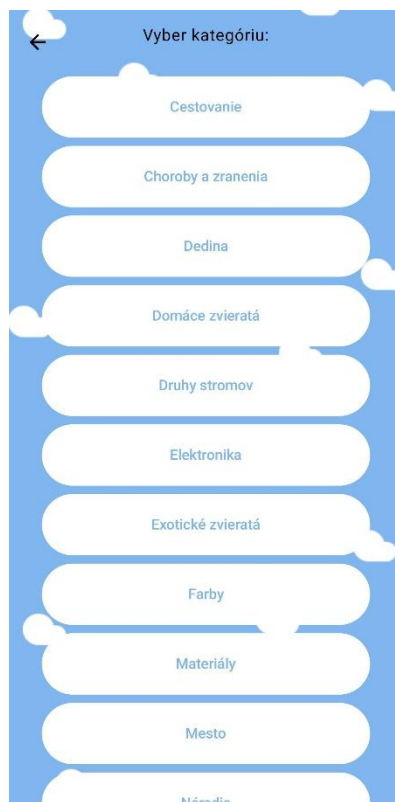 Vyber kategóriu:
Cestovanie
Choroby a zranenia
Dedina
Domáce zvieratá
Druhy stromov
Elektronika
Exotické zvieratá
Farby
Materiály
Mesto